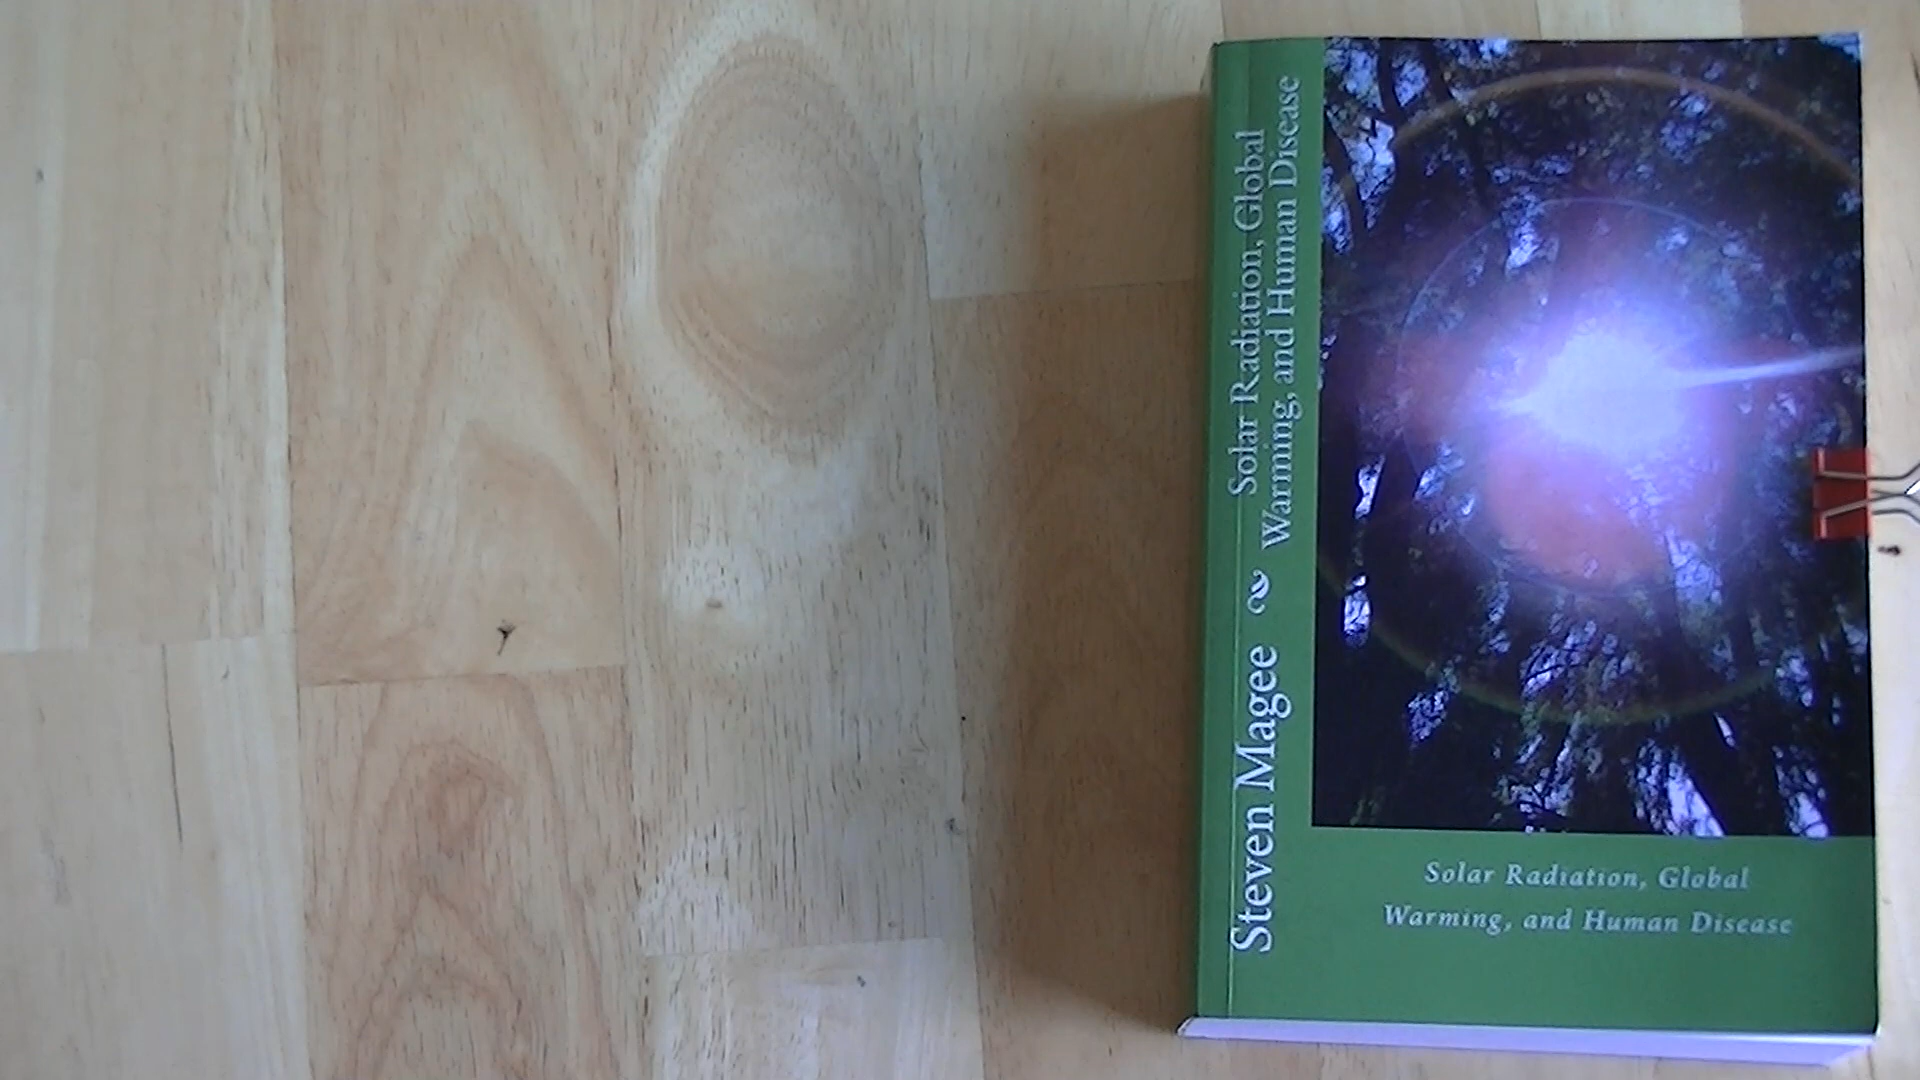 Solar Radiation, Global
Warming, and Human Disease
Steven Magee
Solar Radiation, Global
Warming, and Human Disease